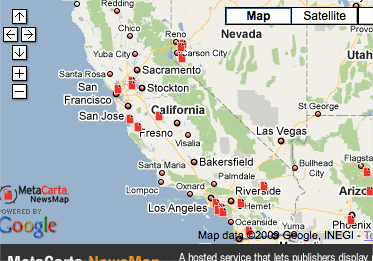 Redding
Map
Satellite
Reno
Nevada
Carson City
Yuba City
Utah
Sacramento
Santa Rosa
Stockton
San
Francisco
California
San Jose
Fresno
St George
Visalia
Las Vegas
Bakersfield
Santa Maria
Bullhead
City
Flagsta
Palmdale
Lompoc
Oxnard
Riverside
MetaCarta
NewsMap
Arizo
Los Angeles
Hemet
POWERED BY
Google
Oceanside
Phoenix
Map data ©2009 Google, INEGI - Te
Yuma
MetaCarta NewsMap
A hosted service that lets publishers display